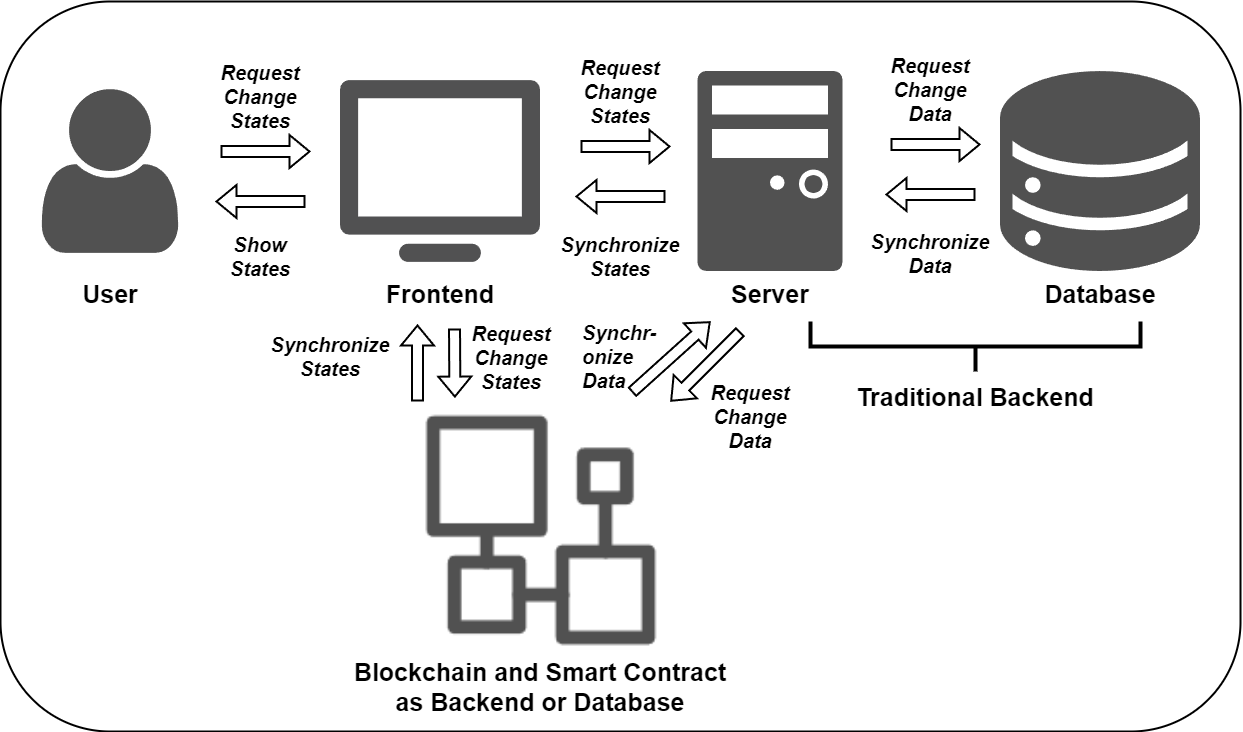 Request
Change
States
Show
States
User
Frontend
Request
Change
States
Synchronize
States
Server
Request
Change
Data
Synchronize
Data
Database
Synchronize
States
Request
Change
States
Synchr-
onize
Data
Request
Change
Data
Traditional Backend
Blockchain and Smart Contract
as Backend or Database